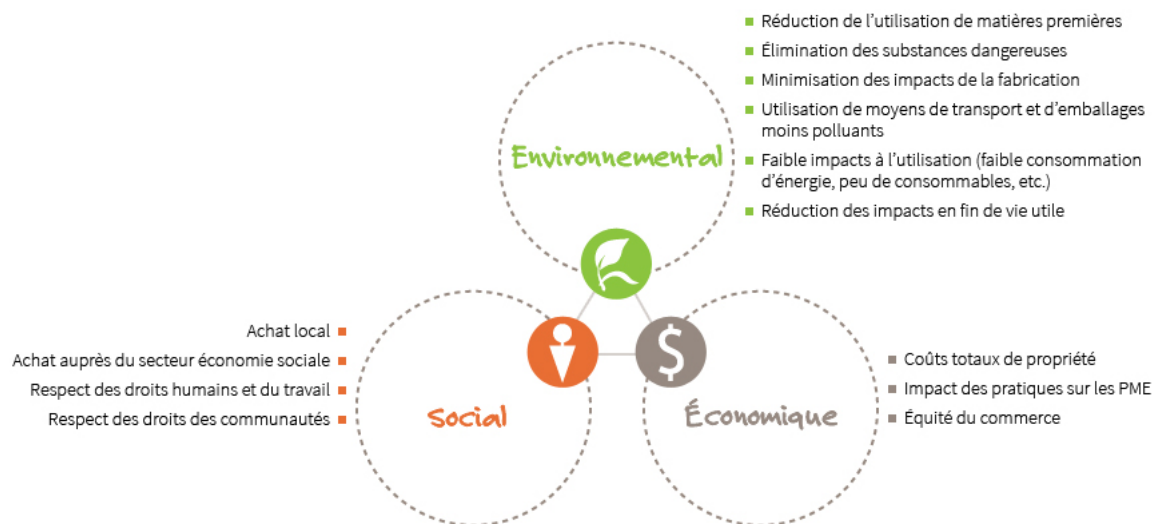 Réduction de l'utilisation de matières premières
Élimination des substances dangereuses
Minimisation des impacts de la fabrication
Utilisation de moyens de transport et d'emballages
moins polluants
Faible impacts à l'utilisation (faible consommation
d'énergie, peu de consommables, etc.)
Réduction des impacts en fin de vie utile
Environnemental
Achat local
Achat auprès du secteur économie sociale
Respect des droits humains et du travail
Respect des droits des communautés
Social
$
Économique
Coûts totaux de propriété
Impact des pratiques sur les PME
Équité du commerce